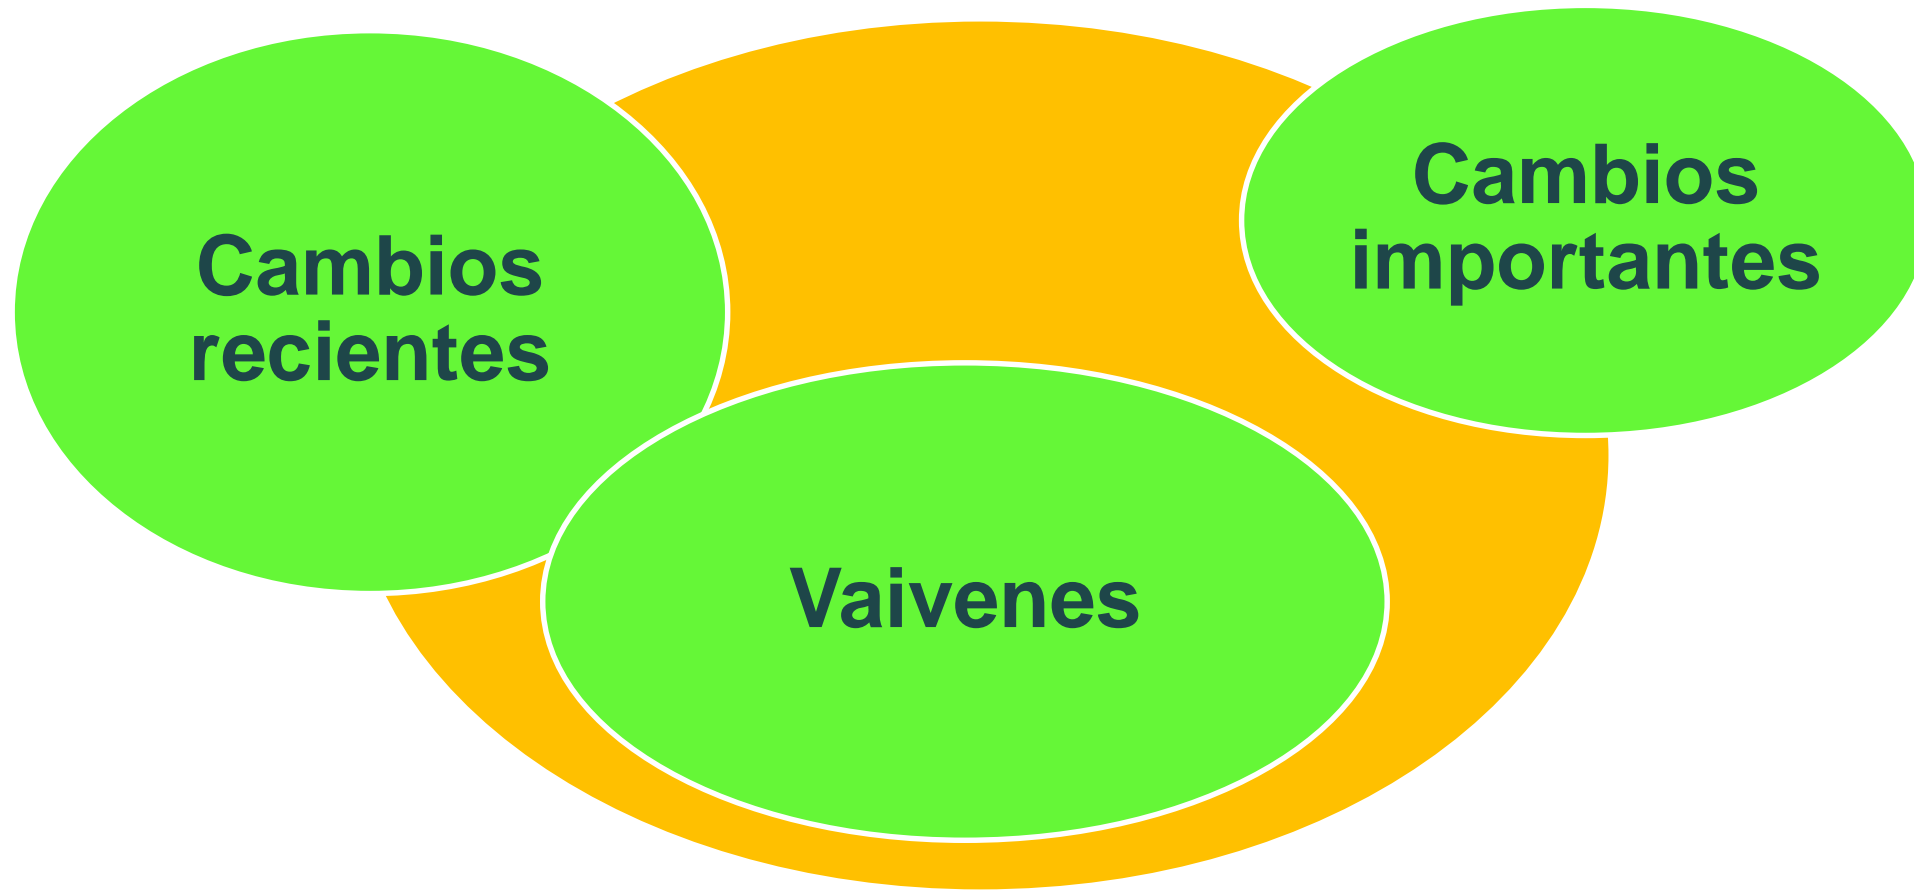 Cambios
recientes
Cambios
importantes
Vaivenes